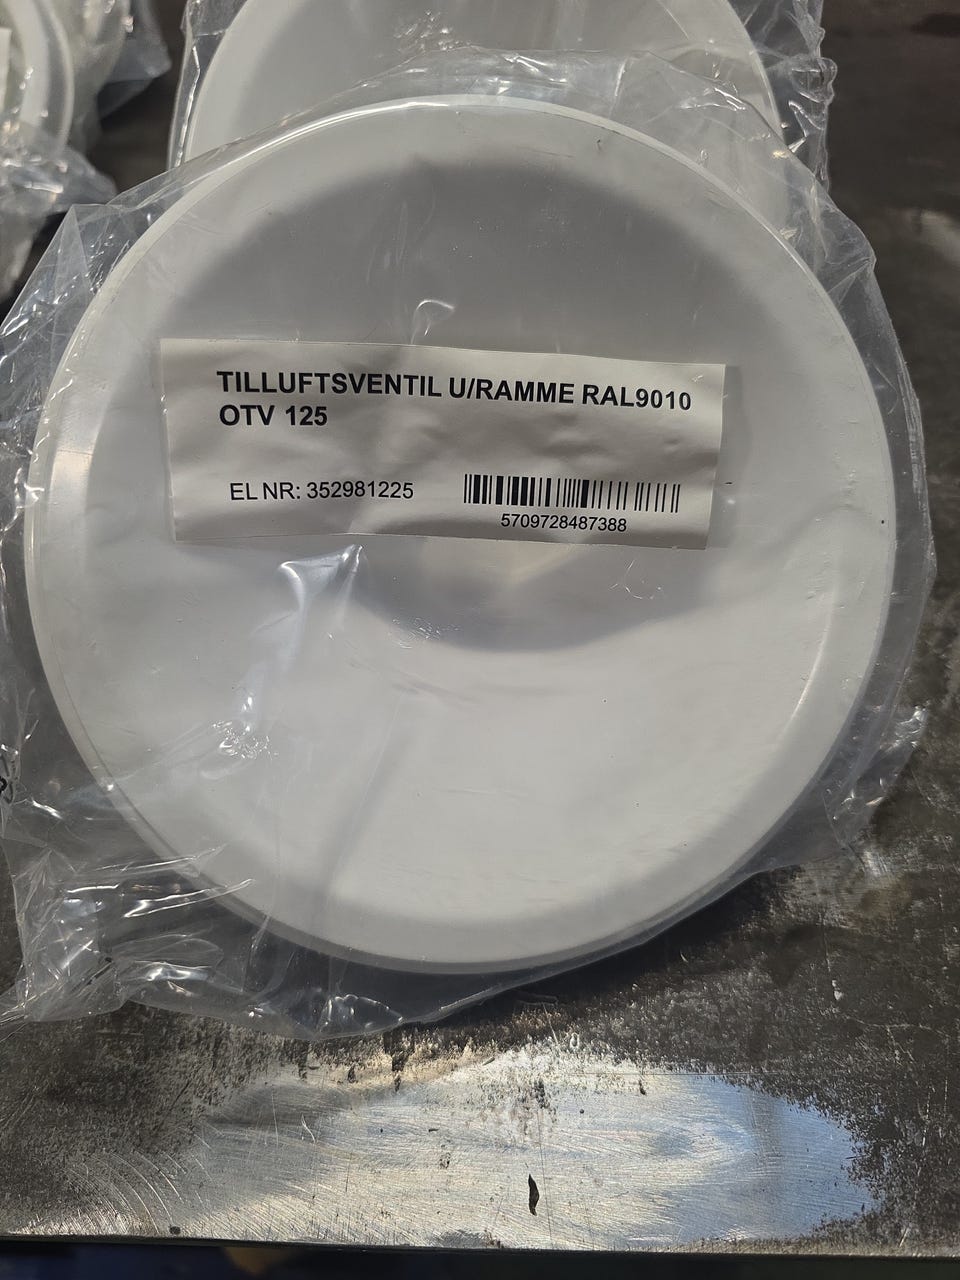 TILLUFTSVENTIL U/RAMME RAL9010
OTV 125
EL NR: 352981225
5709728487388